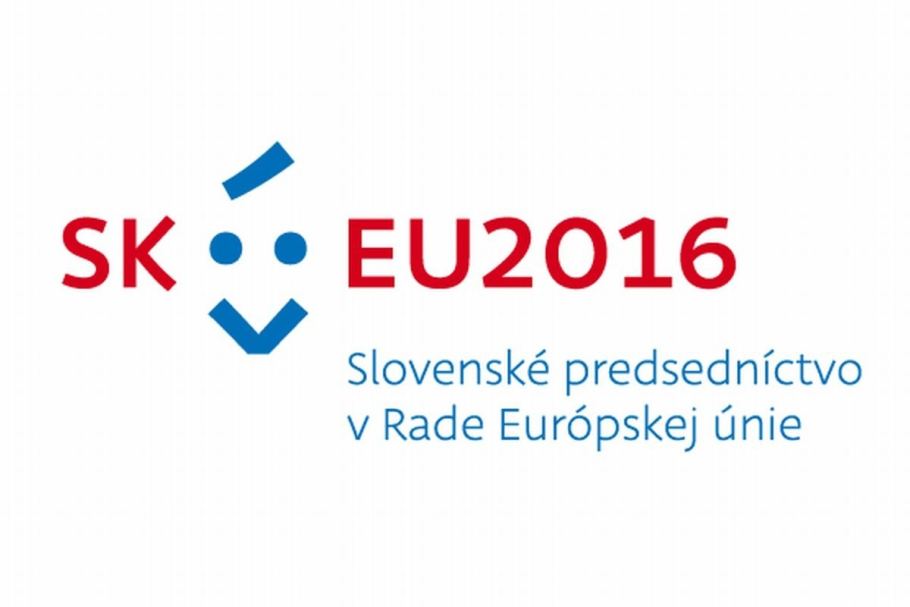 SK EU2016
Slovenské predsedníctvo
v Rade Európskej únie